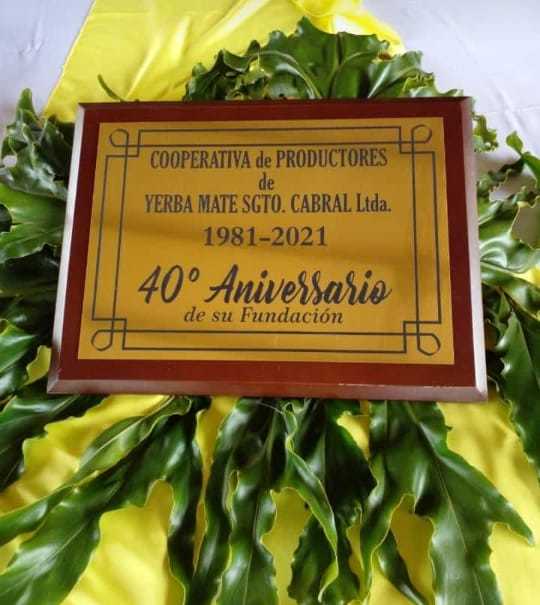 COOPERATIVA de PRODUCTORES
de
YERBA MATE SGTO. CABRAL Ltda.
1981-2021
40° Aniversario
de su Fundación